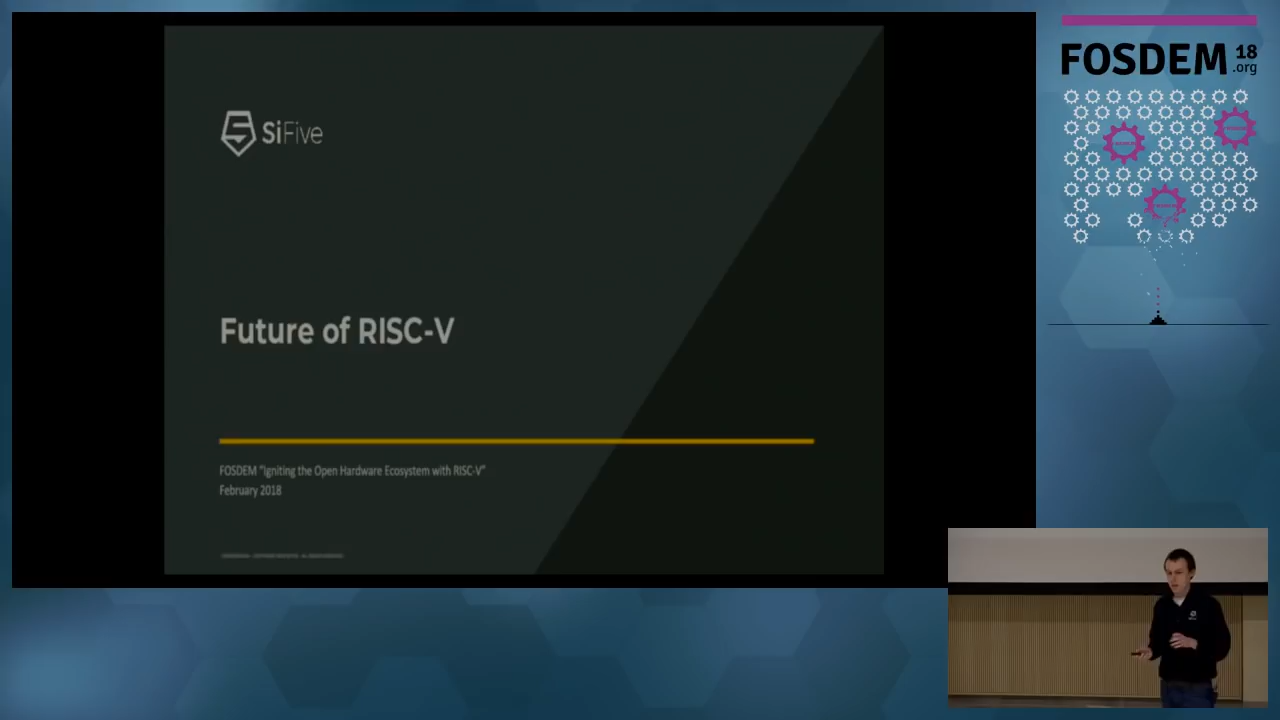 SiFive
Future of RISC-V
FOSDEM "Igniting the Open Hardware Ecosystem with RISC-V"
February 2018
FOSDEM 18
.org